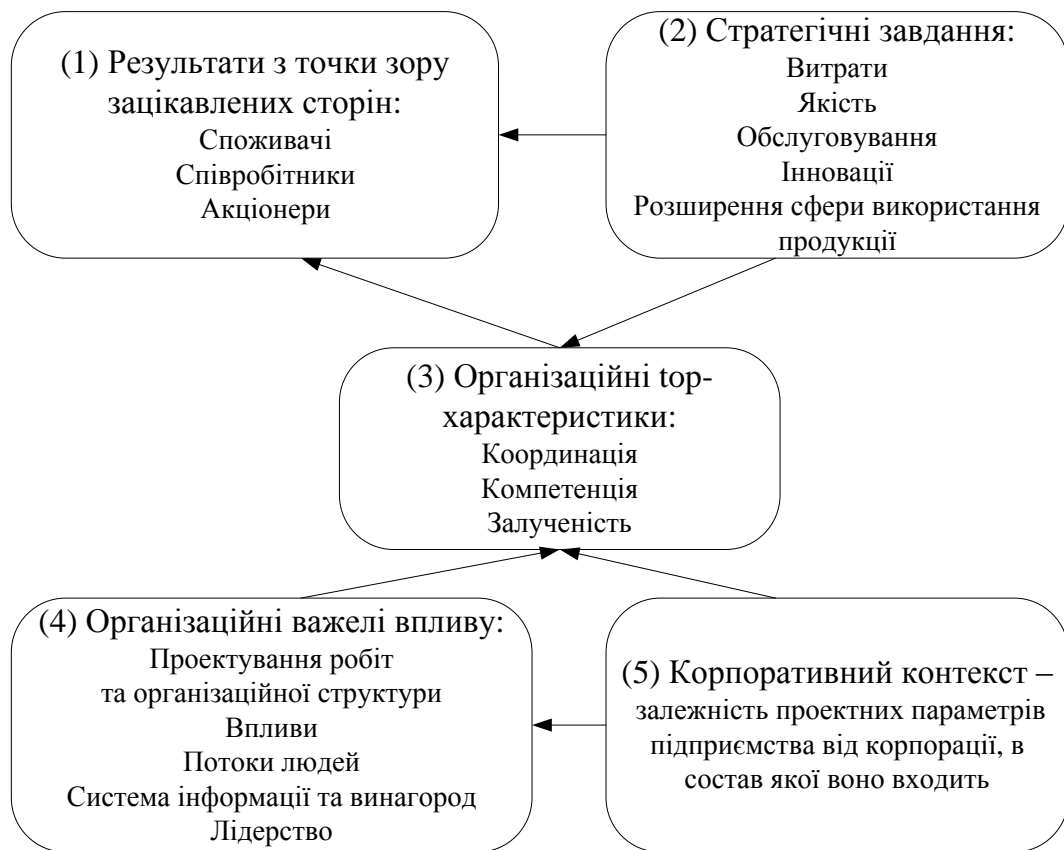 (1) Результати з точки зору
зацікавлених сторін:
Споживачі
Співробітники
Акціонери
(2) Стратегічні завдання:
Витрати
Якість
Обслуговування
Інновації
Розширення сфери використання
продукції
(3) Організаційні top-
характеристики:
Координація
Компетенція
Залученість
(4) Організаційні важелі впливу:
Проектування робіт
та організаційної структури
Впливи
Потоки людей
Система інформації та винагород
Лідерство
(5) Корпоративний контекст –
залежність проектних параметрів
підприємства від корпорації, в
состав якої воно входить